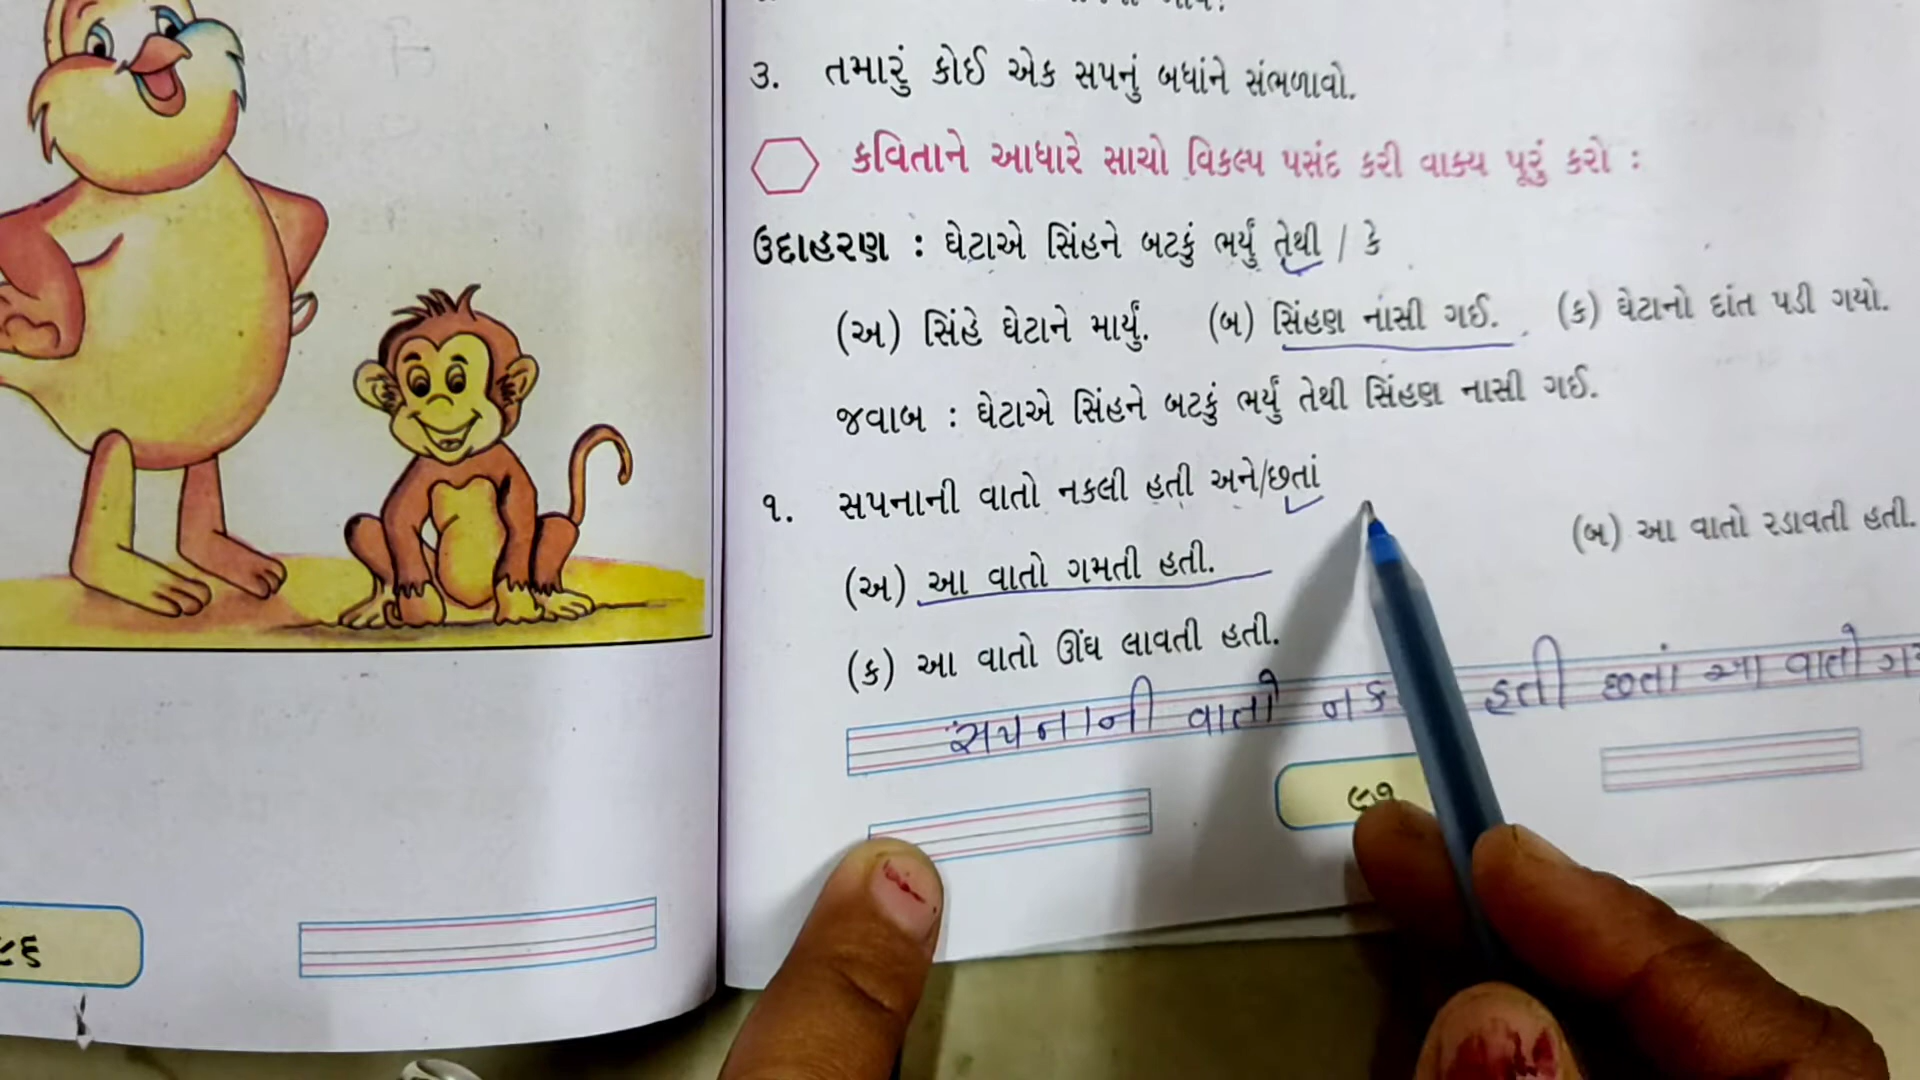 ૩. તમારું કોઈ એક સપનું બધાંને સંભળાવો.
કવિતાને આધારે સાચો વિકલ્પ પસંદ કરી વાક્ય પૂરું કરો :
ઉદાહરણ : ઘેટાએ સિંહને બટકું ભર્યું તેથી / કે
(અ) સિંહે ઘેટાને માર્યું. (બ) સિંહણ નાસી ગઈ. (ક) ઘેટાનો દાંત પડી ગયો.
જવાબ : ઘેટાએ સિંહને બટકું ભર્યું તેથી સિંહણ નાસી ગઈ.
૧. સપનાની વાતો નકલી હતી અને/છતાં
(અ) આ વાતો ગમતી હતી. (બ) આ વાતો રડાવતી હતી.
(ક) આ વાતો ઊંઘ લાવતી હતી.
સપનાની વાતો હતી છતાં આ વાતો